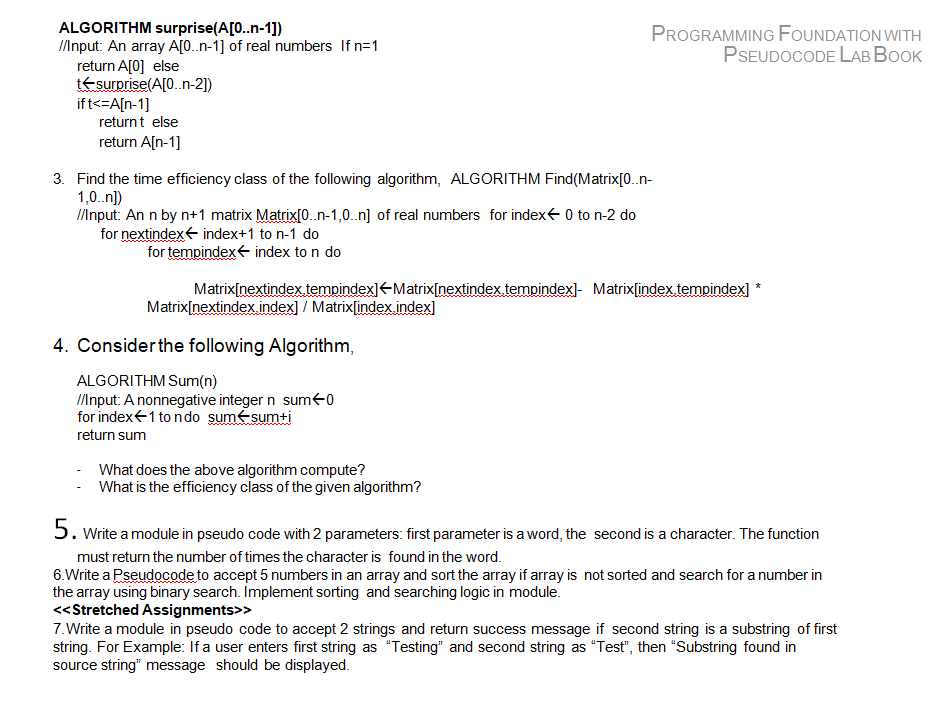 ALGORITHM surprise(A[0..n-1])
PROGRAMMING FOUNDATION WITH
PSEUDOCODE LAB BOOK
//Input: An array A[0..n-1] of real numbers If n=1
return A[0] else
t←surprise(A[0..n-2])
if t<=A[n-1]
return t else
return A[n-1]
3. Find the time efficiency class of the following algorithm, ALGORITHM Find(Matrix[0..n-
1,0..n])
//Input: An n by n+1 matrix Matrix[0..n-1,0..n] of real numbers for index← 0 to n-2 do
for nextindex← index+1 to n-1 do
for tempindex← index to n do
Matrix[nextindex,tempindex]←Matrix[nextindex,tempindex]- Matrix[index,tempindex] *
Matrix[nextindex,index] / Matrix[index,index]
4. Consider the following Algorithm,
ALGORITHM Sum(n)
//Input: A nonnegative integer n sum←0
for index←1 to n do sum←sum+i
return sum
- What does the above algorithm compute?
- What is the efficiency class of the given algorithm?
5. Write a module in pseudo code with 2 parameters: first parameter is a word, the second is a character. The function
must return the number of times the character is found in the word.
6.Write a Pseudocode to accept 5 numbers in an array and sort the array if array is not sorted and search for a number in
the array using binary search. Implement sorting and searching logic in module.
<<Stretched Assignments>>
7.Write a module in pseudo code to accept 2 strings and return success message if second string is a substring of first
string. For Example: If a user enters first string as “Testing” and second string as “Test”, then “Substring found in
source string” message should be displayed.